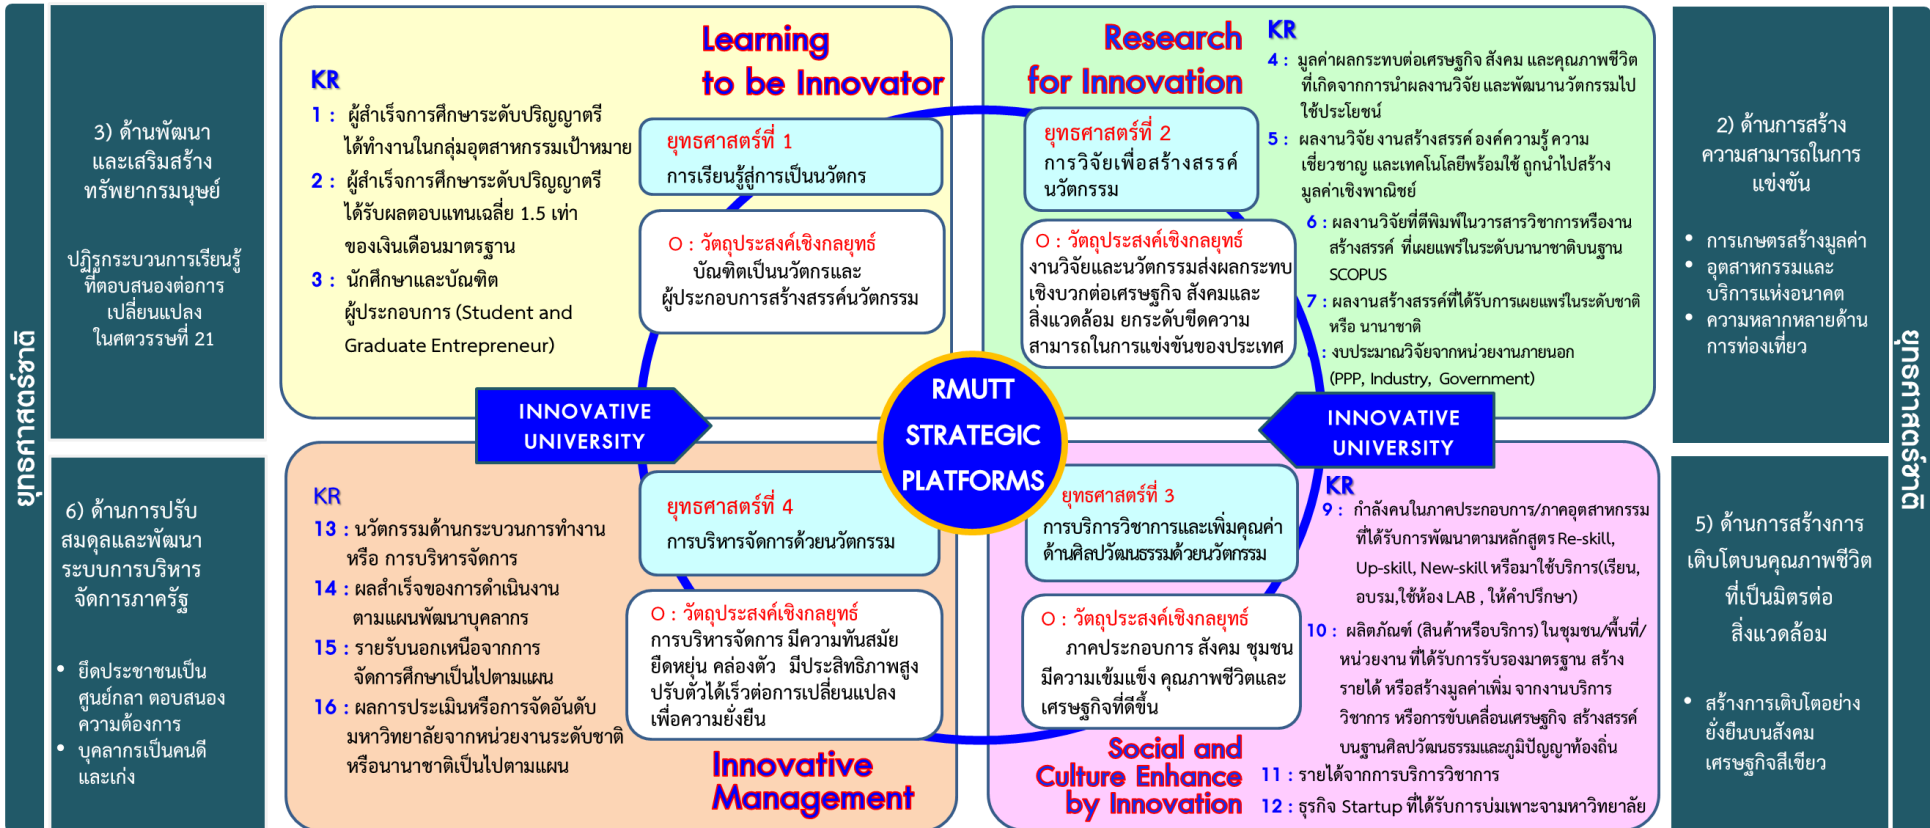 ยุทธศาสตร์ชาติ
3) ด้านพัฒนา
และเสริมสร้าง
ทรัพยากรมนุษย์
ปฏิรูกระบวนการเรียนรู้
ที่ตอบสนองต่อการ
เปลี่ยนแปลง
ในศตวรรษที่ 21
6) ด้านการปรับ
สมดุลและพัฒนา
ระบบการบริหาร
จัดการภาครัฐ
• ยึดประชาชนเป็น
ศูนย์กลา ตอบสนอง
ความต้องการ
• บุคลากรเป็นคนดี
และเก่ง
Learning
to be Innovator
KR
1 : ผู้สำเร็จการศึกษาระดับปริญญาตรี
ได้ทำงานในกลุ่มอุตสาหกรรมเป้าหมาย
2 : ผู้สำเร็จการศึกษาระดับปริญญาตรี
ได้รับผลตอบแทนเฉลี่ย 1.5 เท่า
ของเงินเดือนมาตรฐาน
3 : นักศึกษาและบัณฑิต
ผู้ประกอบการ (Student and
Graduate Entrepreneur)
ยุทธศาสตร์ที่ 1
การเรียนรู้สู่การเป็นนวัตกร
O : วัตถุประสงค์เชิงกลยุทธ์
บัณฑิตเป็นนวัตกรและ
ผู้ประกอบการสร้างสรรค์นวัตกรรม
INNOVATIVE
UNIVERSITY
Research
for Innovation
ยุทธศาสตร์ที่ 2
การวิจัยเพื่อสร้างสรรค์
นวัตกรรม
O : วัตถุประสงค์เชิงกลยุทธ์
งานวิจัยและนวัตกรรมส่งผลกระทบ
เชิงบวกต่อเศรษฐกิจ สังคมและ
สิ่งแวดล้อม ยกระดับขีดความ
สามารถในการแข่งขันของประเทศ
KR
4 : มูลค่าผลกระทบต่อเศรษฐกิจ สังคม และคุณภาพชีวิต
ที่เกิดจากการนำผลงานวิจัย และพัฒนานวัตกรรมไป
ใช้ประโยชน์
5 : ผลงานวิจัย งานสร้างสรรค์ องค์ความรู้ ความ
เชี่ยวชาญ และเทคโนโลยีพร้อมใช้ ถูกนำไปสร้าง
มูลค่าเชิงพาณิชย์
6 : ผลงานวิจัยที่ตีพิมพ์ในวารสารวิชาการหรืองาน
สร้างสรรค์ ที่เผยแพร่ในระดับนานาชาติบนฐาน
SCOPUS
7 : ผลงานสร้างสรรค์ที่ได้รับการเผยแพร่ในระดับชาติ
หรือ นานาชาติ
: งบประมาณวิจัยจากหน่วยงานภายนอก
(PPP, Industry, Government)
INNOVATIVE
UNIVERSITY
RMUTT
STRATEGIC
PLATFORMS
KR
13 : นวัตกรรมด้านกระบวนการทำงาน
หรือ การบริหารจัดการ
14 : ผลสำเร็จของการดำเนินงาน
ตามแผนพัฒนาบุคลากร
15 : รายรับนอกเหนือจากการ
จัดการศึกษาเป็นไปตามแผน
16 : ผลการประเมินหรือการจัดอันดับ
มหาวิทยาลัยจากหน่วยงานระดับชาติ
หรือนานาชาติเป็นไปตามแผน
ยุทธศาสตร์ที่ 4
การบริหารจัดการด้วยนวัตกรรม
O : วัตถุประสงค์เชิงกลยุทธ์
การบริหารจัดการ มีความทันสมัย
ยืดหยุ่น คล่องตัว มีประสิทธิภาพสูง
ปรับตัวได้เร็วต่อการเปลี่ยนแปลง
เพื่อความยั่งยืน
Innovative
Management
ยุทธศาสตร์ที่ 3
การบริการวิชาการและเพิ่มคุณค่า
ด้านศิลปวัฒนธรรมด้วยนวัตกรรม
O : วัตถุประสงค์เชิงกลยุทธ์
ภาคประกอบการ สังคม ชุมชน
มีความเข้มแข็ง คุณภาพชีวิตและ
เศรษฐกิจที่ดีขึ้น
Social and
Culture Enhance
by Innovation
KR
9 : กำลังคนในภาคประกอบการ/ภาคอุตสาหกรรม
ที่ได้รับการพัฒนาตามหลักสูตร Re-skill,
Up-skill, New-skill หรือมาใช้บริการ(เรียน,
อบรม,ใช้ห้อง LAB , ให้คำปรึกษา)
10 : ผลิตภัณฑ์ (สินค้าหรือบริการ) ในชุมชน/พื้นที่/
หน่วยงาน ที่ได้รับการรับรองมาตรฐาน สร้าง
รายได้ หรือสร้างมูลค่าเพิ่ม จากงานบริการ
วิชาการ หรือการขับเคลื่อนเศรษฐกิจ สร้างสรรค์
บนฐานศิลปวัฒนธรรมและภูมิปัญญาท้องถิ่น
11 : รายได้จากการบริการวิชาการ
12 : ธุรกิจ Startup ที่ได้รับการบ่มเพาะจามหาวิทยาลัย
2) ด้านการสร้าง
ความสามารถในการ
แข่งขัน
• การเกษตรสร้างมูลค่า
• อุตสาหกรรมและ
บริการแห่งอนาคต
• ความหลากหลายด้าน
การท่องเที่ยว
5) ด้านการสร้างการ
เติบโตบนคุณภาพชีวิต
ที่เป็นมิตรต่อ
สิ่งแวดล้อม
• สร้างการเติบโตอย่าง
ยั่งยืนบนสังคม
เศรษฐกิจสีเขียว
ยุทธศาสตร์ชาติ